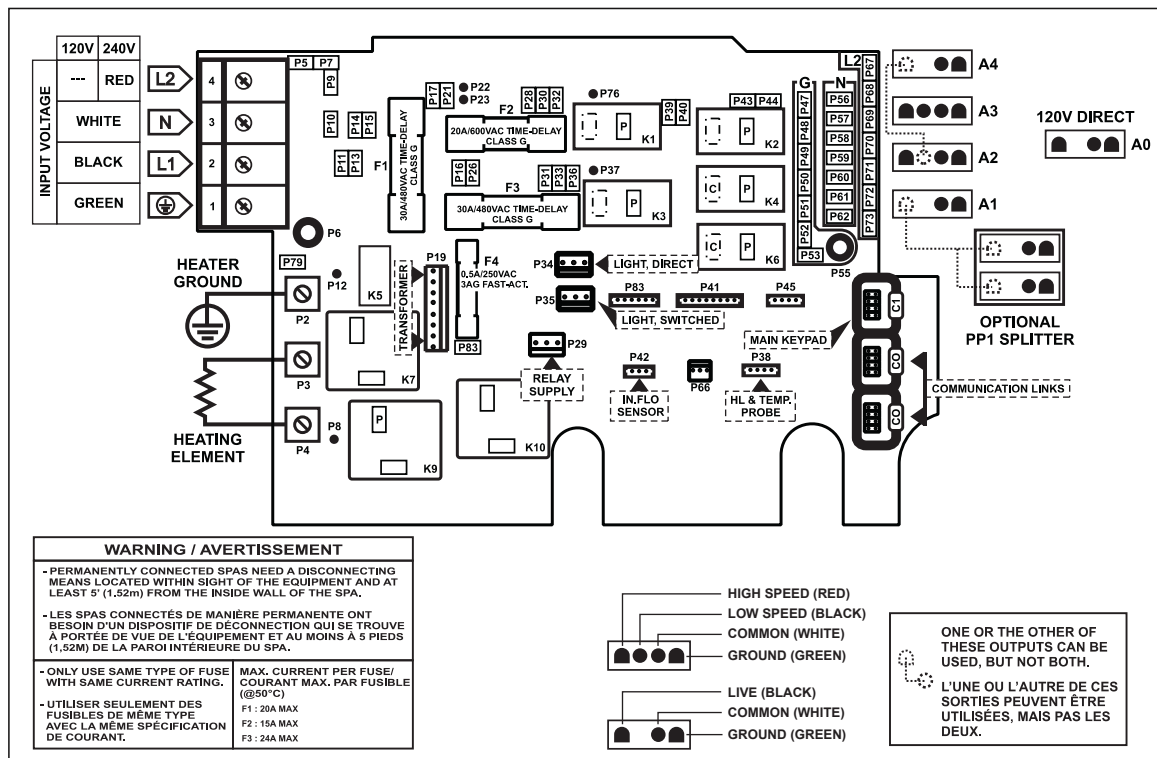 120V 240V
INPUT VOLTAGE
--- RED
WHITE
BLACK
GREEN
L2
N
L1
4
3
2
1
P5 P7
P9
P10
P14
P15
P11
P13
P6
P79
P12
F1
30A/480VAC TIME-DELAY
CLASS G
P17
P21
P22
P23
F2
P28
P30
P32
20A/600VAC TIME-DELAY
CLASS G
P16
P26
F3
P31
P33
P36
30A/480VAC TIME-DELAY
CLASS G
P76
P
K1
P39
P40
P43 P44
P
K2
P37
P
K3
C
P
K4
C
P
K6
G
N
L2
P47
P48
P49
P50
P51
P52
P53
P56
P57
P58
P59
P60
P61
P62
P67
P68
P69
P70
P71
P72
P73
P55
A4
A3
A2
A1
120V DIRECT
A0
OPTIONAL
PP1 SPLITTER
HEATER
GROUND
P2
P3
P4
P8
HEATING
ELEMENT
K5
K7
P
K9
K10
P19
TRANSFORMER
F4
0.5A/250VAC
3AG FAST-ACT.
P83
P34
LIGHT, DIRECT
P35
LIGHT, SWITCHED
P83
P41
P45
P29
RELAY
SUPPLY
P42
IN.FLO
SENSOR
P66
P38
HL & TEMP.
PROBE
MAIN KEYPAD
C1
CO
CO
COMMUNICATION LINKS
WARNING / AVERTISSEMENT
- PERMANENTLY CONNECTED SPAS NEED A DISCONNECTING
MEANS LOCATED WITHIN SIGHT OF THE EQUIPMENT AND AT
LEAST 5' (1.52m) FROM THE INSIDE WALL OF THE SPA.
- LES SPAS CONNECTÉS DE MANIÈRE PERMANENTE ONT
BESOIN D'UN DISPOSITIF DE DÉCONNECTION QUI SE TROUVE
À PORTÉE DE VUE DE L'ÉQUIPEMENT ET AU MOINS À 5 PIEDS
(1,52M) DE LA PAROI INTÉRIEURE DU SPA.
- ONLY USE SAME TYPE OF FUSE
WITH SAME CURRENT RATING.
- UTILISER SEULEMENT DES
FUSIBLES DE MÊME TYPE
AVEC LA MÊME SPÉCIFICATION
DE COURANT.
MAX. CURRENT PER FUSE/
COURANT MAX. PAR FUSIBLE
(@50°C)
F1 : 20A MAX
F2 : 15A MAX
F3 : 24A MAX
HIGH SPEED (RED)
LOW SPEED (BLACK)
COMMON (WHITE)
GROUND (GREEN)
LIVE (BLACK)
COMMON (WHITE)
GROUND (GREEN)
ONE OR THE OTHER OF
THESE OUTPUTS CAN BE
USED, BUT NOT BOTH.
L'UNE OU L'AUTRE DE CES
SORTIES PEUVENT ÊTRE
UTILISÉES, MAIS PAS LES
DEUX.